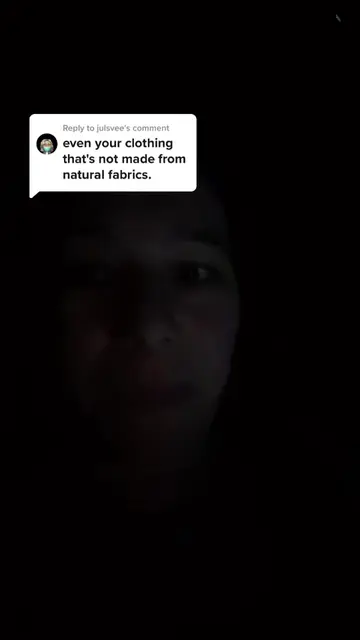 Reply to julsvee's comment
even your clothing
that's not made from
natural fabrics.